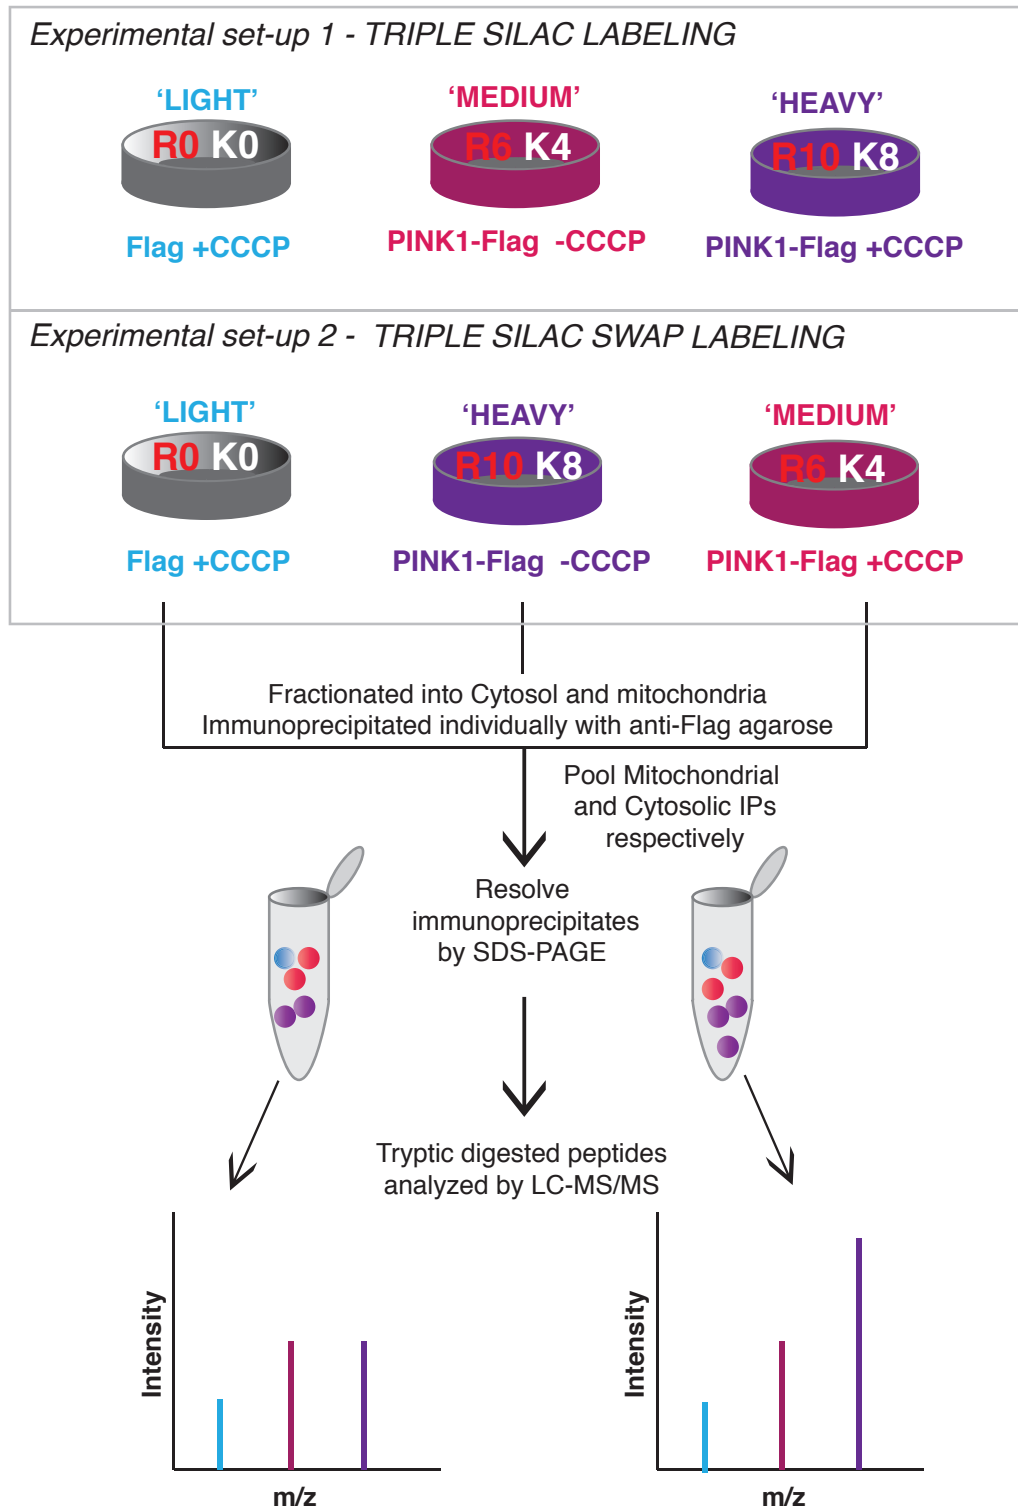 Experimental set-up 1 - TRIPLE SILAC LABELING
‘LIGHT’
‘MEDIUM’
‘HEAVY’
R0 K0
R6 K4
R10 K8
Flag +CCCP
PINK1-Flag -CCCP
PINK1-Flag +CCCP
Experimental set-up 2 - TRIPLE SILAC SWAP LABELING
‘LIGHT’
‘HEAVY’
‘MEDIUM’
R0 K0
R10 K8
R6 K4
Flag +CCCP
PINK1-Flag -CCCP
PINK1-Flag +CCCP
Fractionated into Cytosol and mitochondria
Immunoprecipitated individually with anti-Flag agarose
Pool Mitochondrial
and Cytosolic IPs
respectively
Resolve
immunoprecipitates
by SDS-PAGE
Tryptic digested peptides
analyzed by LC-MS/MS
Intensity
m/z
Intensity
m/z